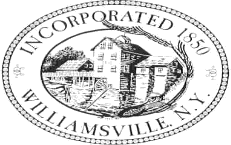 INCORPORATED 1850
WILLIAMSVILLE, N.Y.